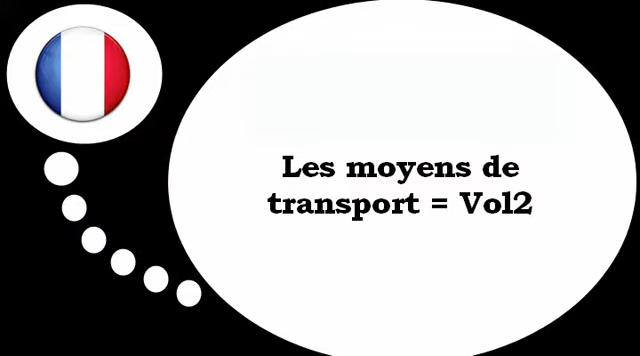 Les moyens de
transport = Vol2